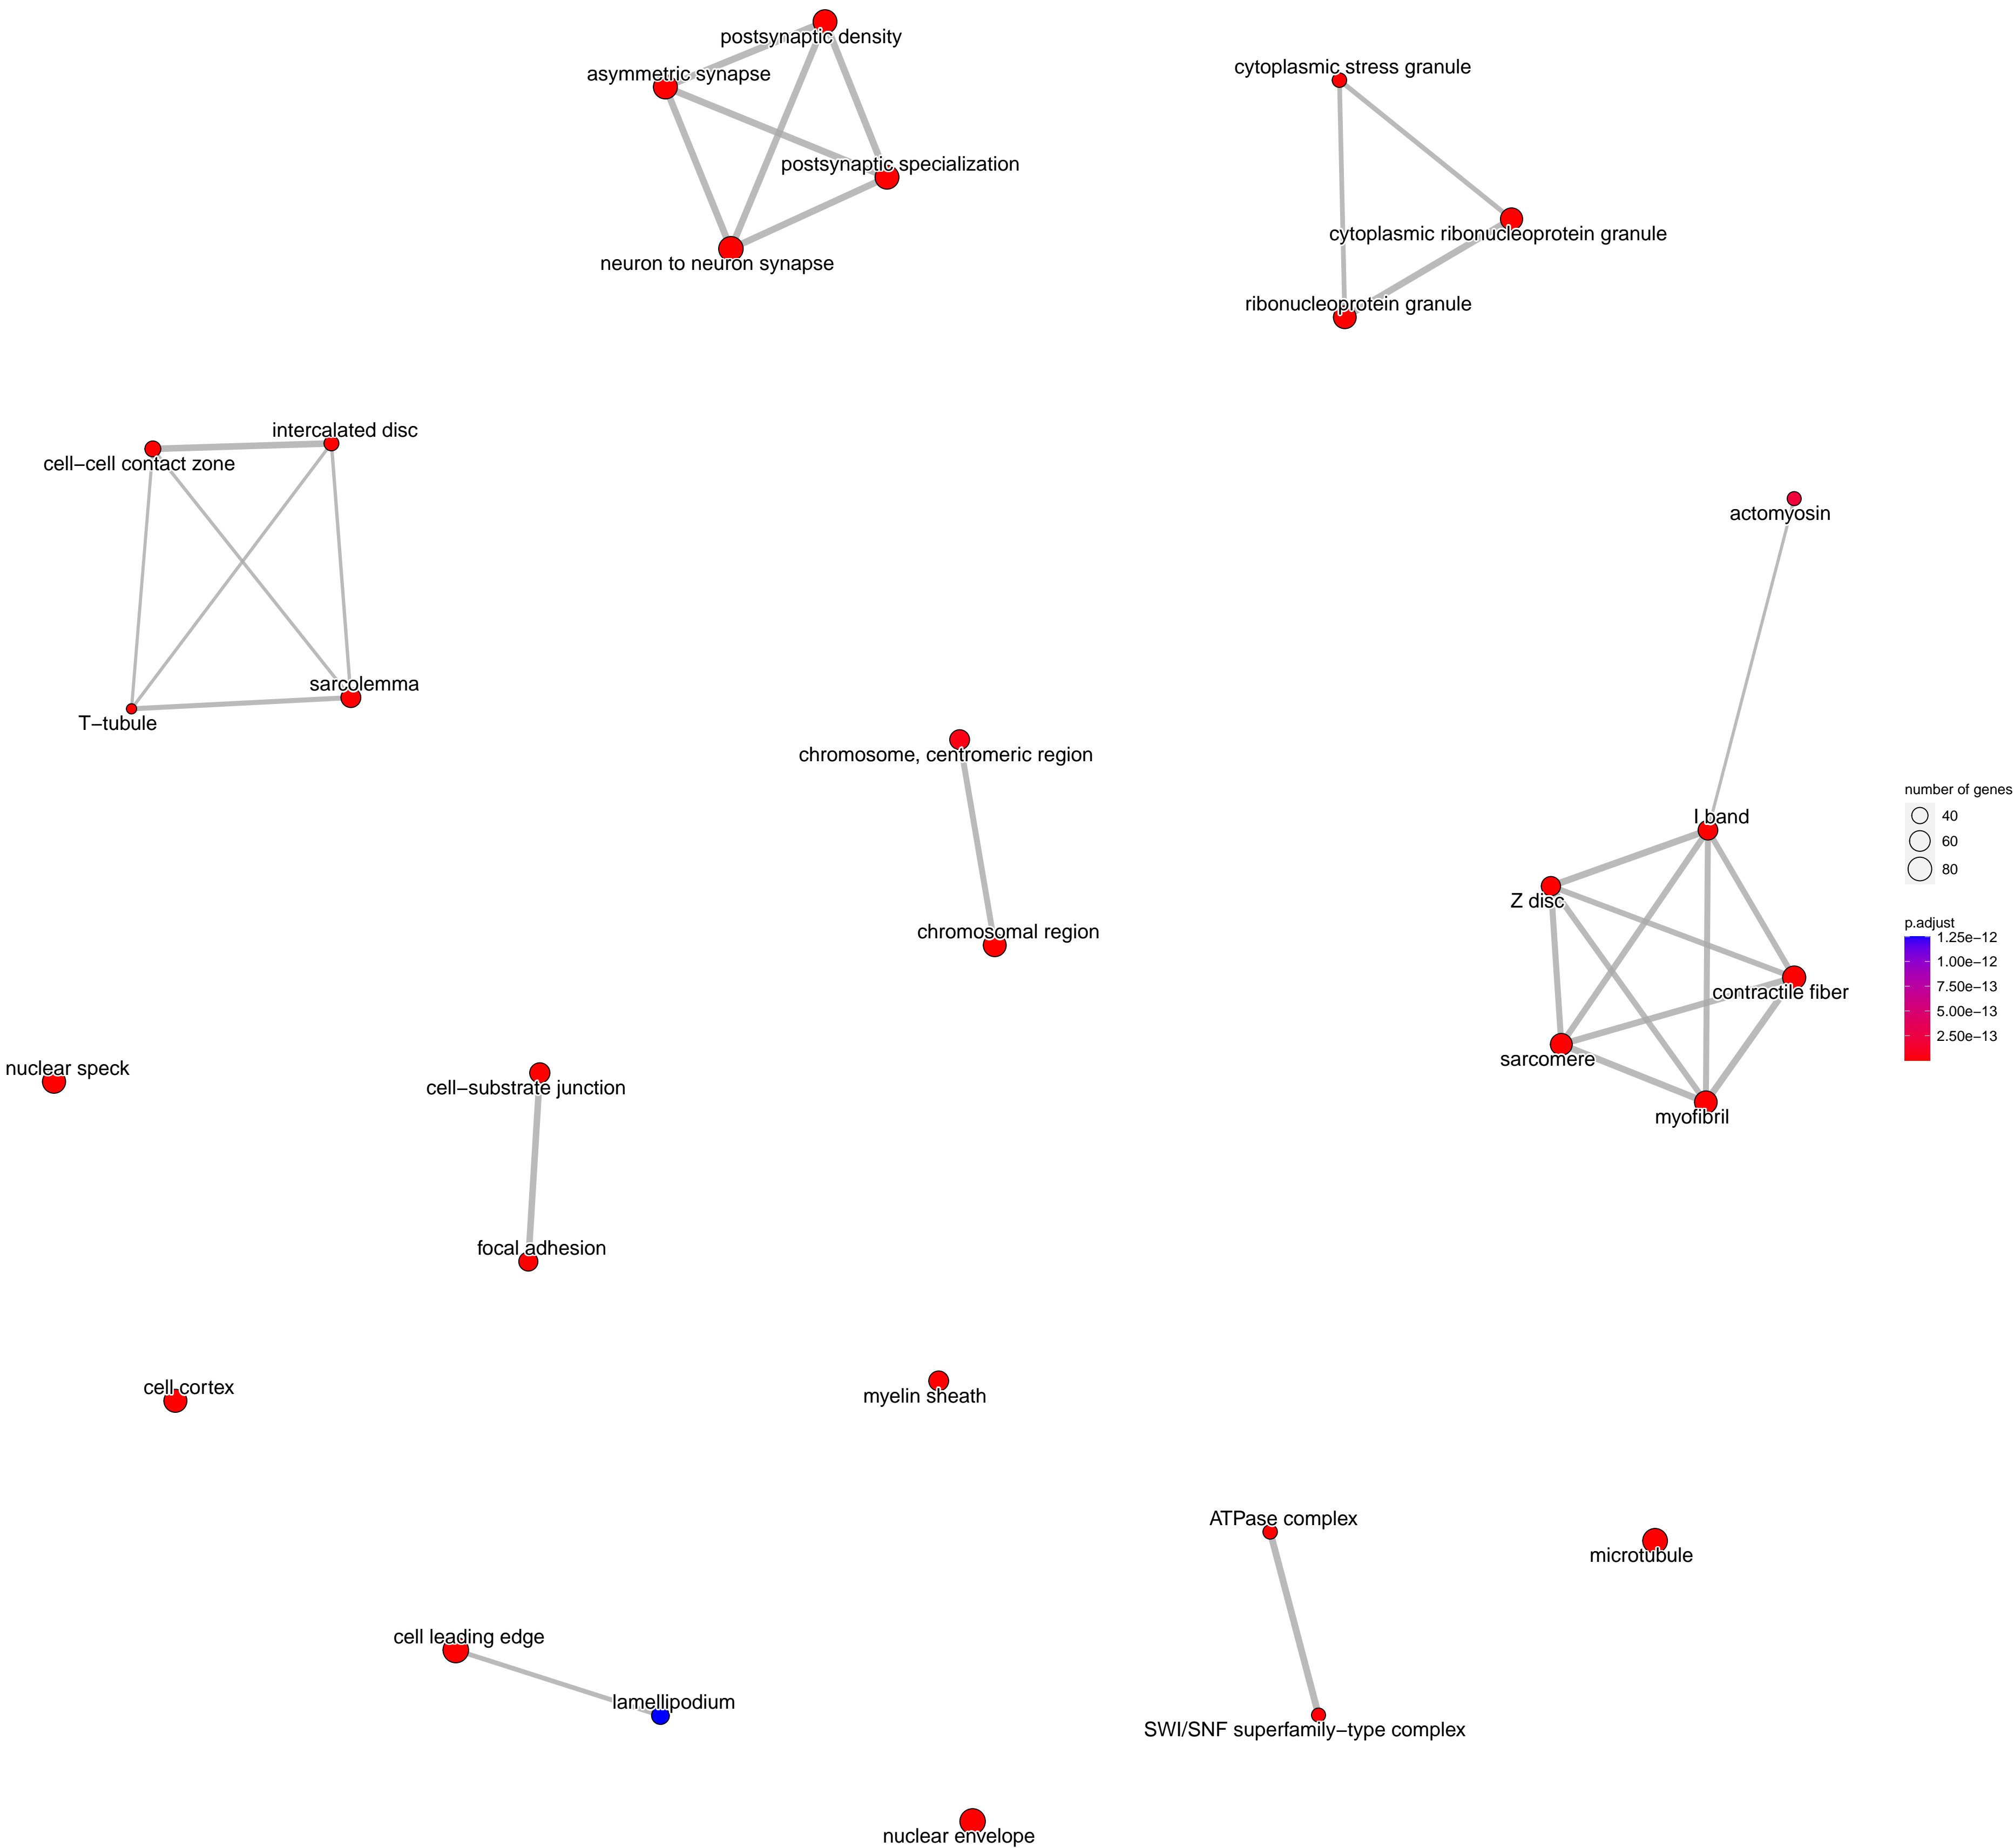 postsynaptic density
asymmetric synapse
postsynaptic specialization
neuron to neuron synapse
cytoplasmic stress granule
cytoplasmic ribonucleoprotein granule
ribonucleoprotein granule
intercalated disc
cell−cell contact zone
sarcolemma
T−tubule
actomyosin
chromosome, centromeric region
chromosomal region
I band
Z disc
contractile fiber
sarcomere
myofibril
number of genes
40
60
80
p.adjust
1.25e−12
1.00e−12
7.50e−13
5.00e−13
2.50e−13
nuclear speck
cell−substrate junction
focal adhesion
cell cortex
myelin sheath
ATPase complex
microtubule
cell leading edge
lamellipodium
SWI/SNF superfamily−type complex
nuclear envelope